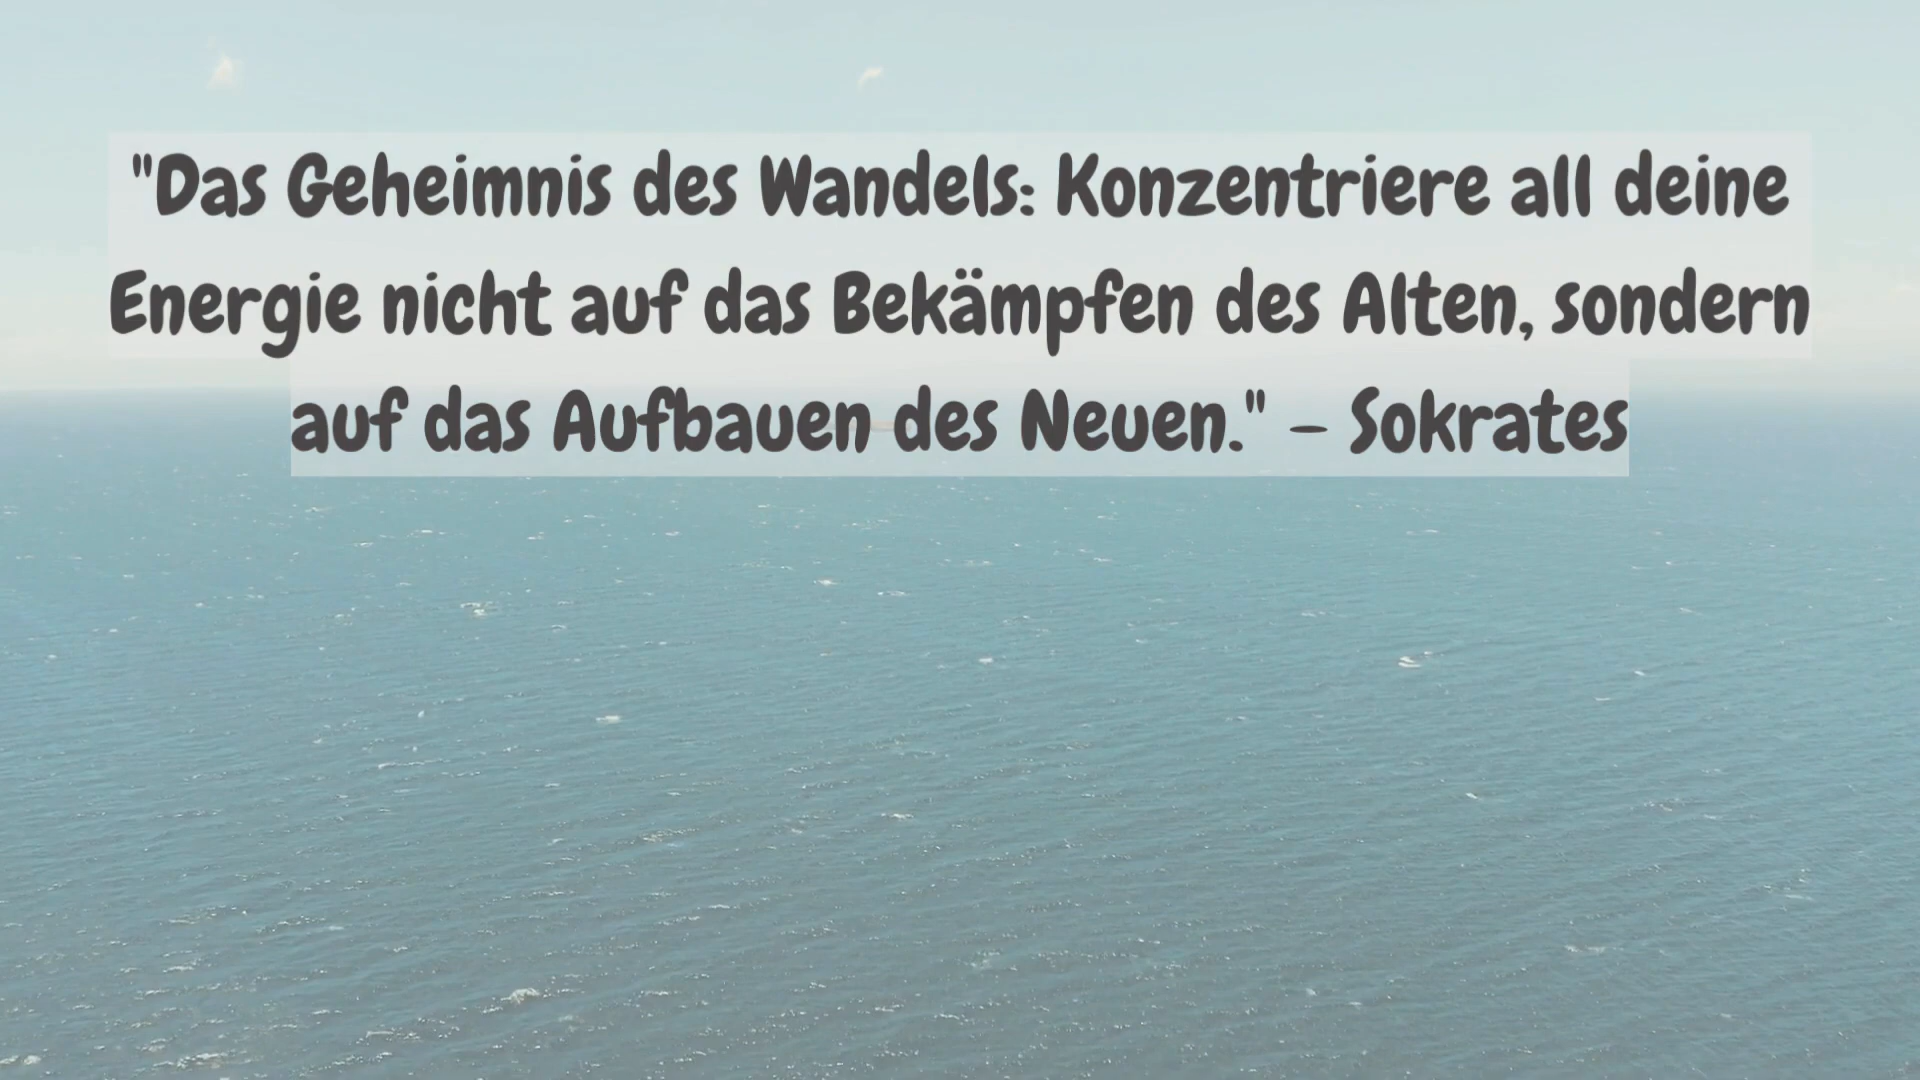 "Das Geheimnis des Wandels: Konzentriere all deine
Energie nicht auf das Bekämpfen des Alten, sondern
auf das Aufbauen des Neuen." – Sokrates